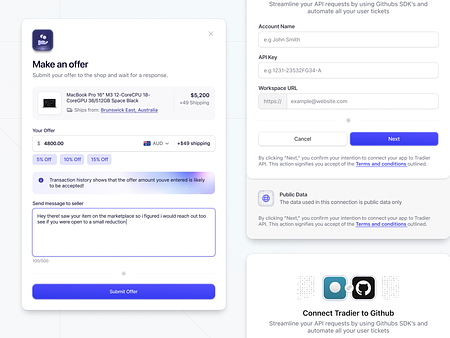 Make an offer
Submit your offer to the shop and wait for a response.
MacBook Pro 16" M3 12-CoreCPU 18-
CoreGPU 36/512GB Space Black
Ships from: Brunswick East, Australia
$5,200
+49 Shipping
Your Offer
$ 4800.00
AUD
+$49 shipping
5% Off
10% Off
15% Off
Transaction history shows that the offer amount youve entered is likely
to be accepted!
Send message to seller
Hey there! saw your item on the marketplace so i figured i would reach out too
see if you were open to a small reduction
100/500
Submit Offer
Streamline your API requests by using Githubs SDK's and
automate all your user tickets
Account Name
e.g John Smith
API Key
e.g 1231-23532FG34-A
Workspace URL
https://
example@website.com
Cancel
Next
By clicking "Next," you confirm your intention to connect your app to Tradier
API. This action signifies you accept of the Terms and conditions outlined.
Public Data
The data used in this connection is public data only
By clicking "Next," you confirm your intention to connect your app to Tradier
API. This action signifies you accept of the Terms and conditions outlined.
Connect Tradier to Github
Streamline your API requests by using Githubs SDK's and
automate all your user tickets